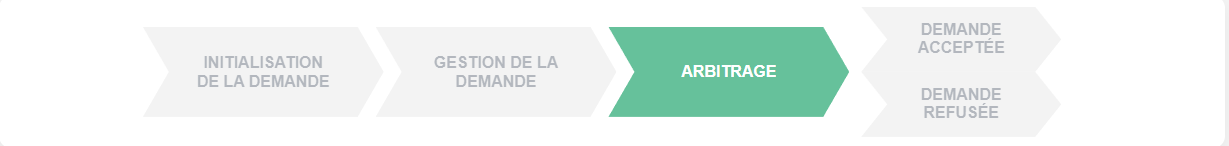 INITIALISATION
DE LA DEMANDE
GESTION DE LA
DEMANDE
ARBITRAGE
DEMANDE
ACCEPTÉE
DEMANDE
REFUSÉE